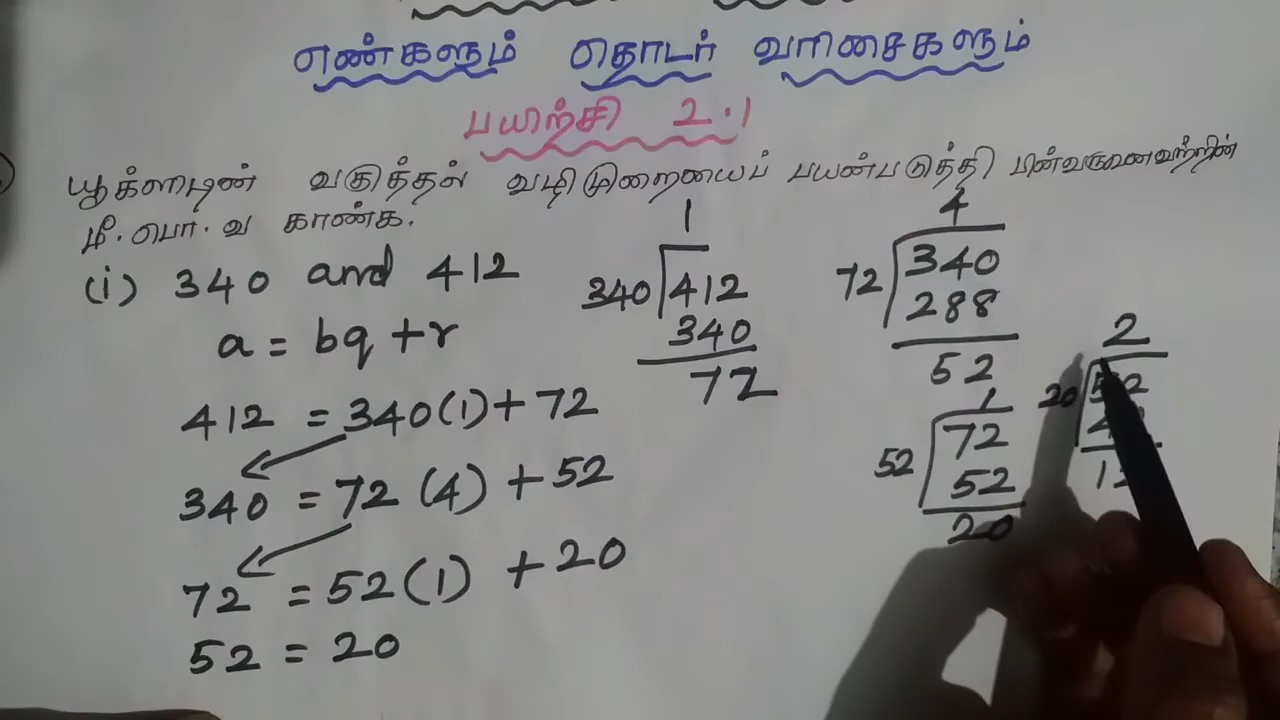 எண்களும் தொடர் வரிசைகளும்
பயிற்சி 2.1
யூக்ளிடின் வகுத்தல் வழிமுறையைப் பயன்படுத்தி பின்வருவனவற்றின்
மீ.பொ.வ காண்க.
(i) 340 and 412
a = bq + r
412 = 340(1) + 72
340 = 72 (4) + 52
72 = 52(1) + 20
52 = 20
1
340 412
340
72
4
72 340
288
52
1
52 72
52
20
2
20